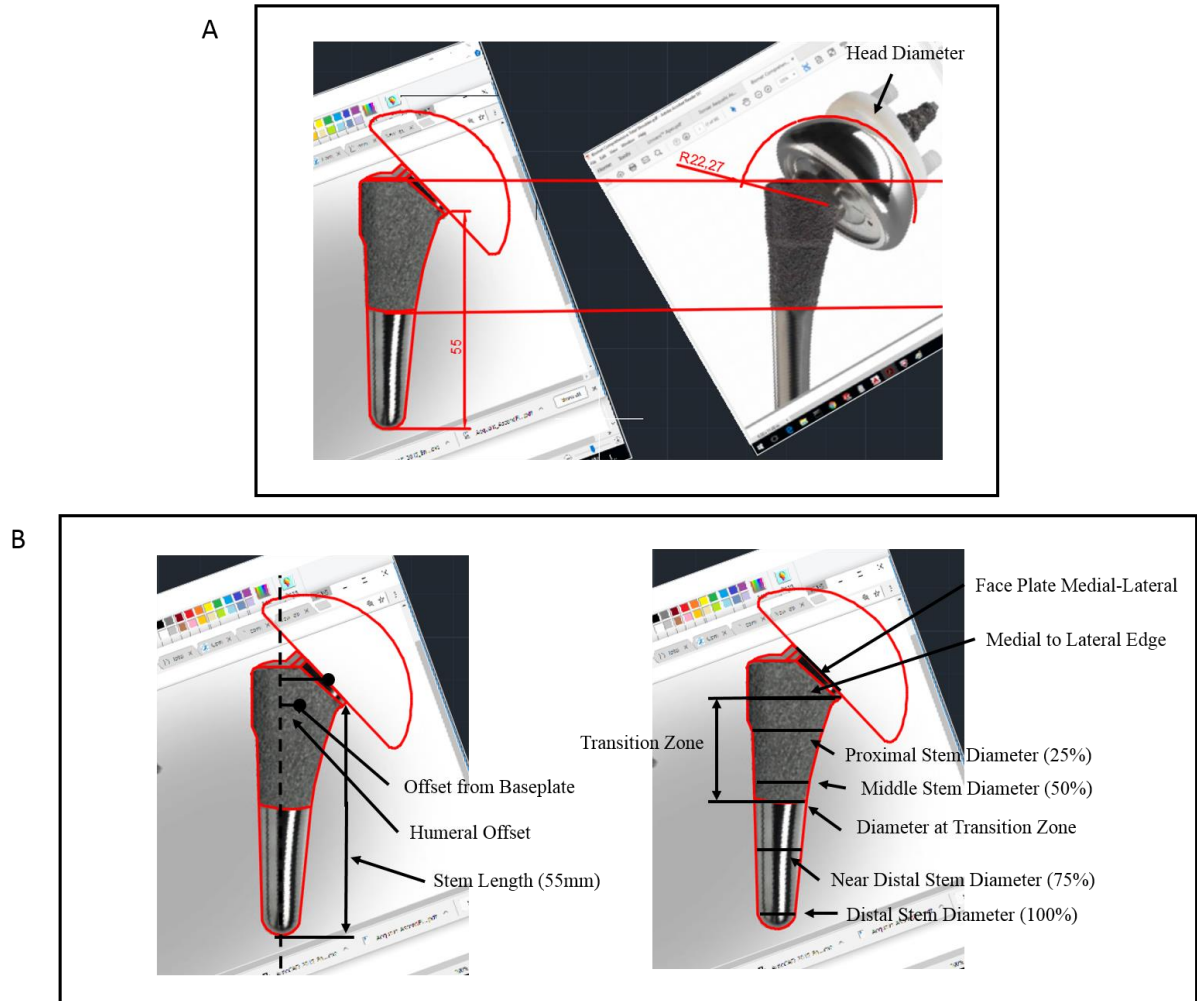 A
Head Diameter
R22.27
55
B
Face Plate Medial-Lateral
Medial to Lateral Edge
Transition Zone
Proximal Stem Diameter (25%)
Offset from Baseplate
Middle Stem Diameter (50%)
Humeral Offset
Diameter at Transition Zone
Stem Length (55mm)
Near Distal Stem Diameter (75%)
Distal Stem Diameter (100%)